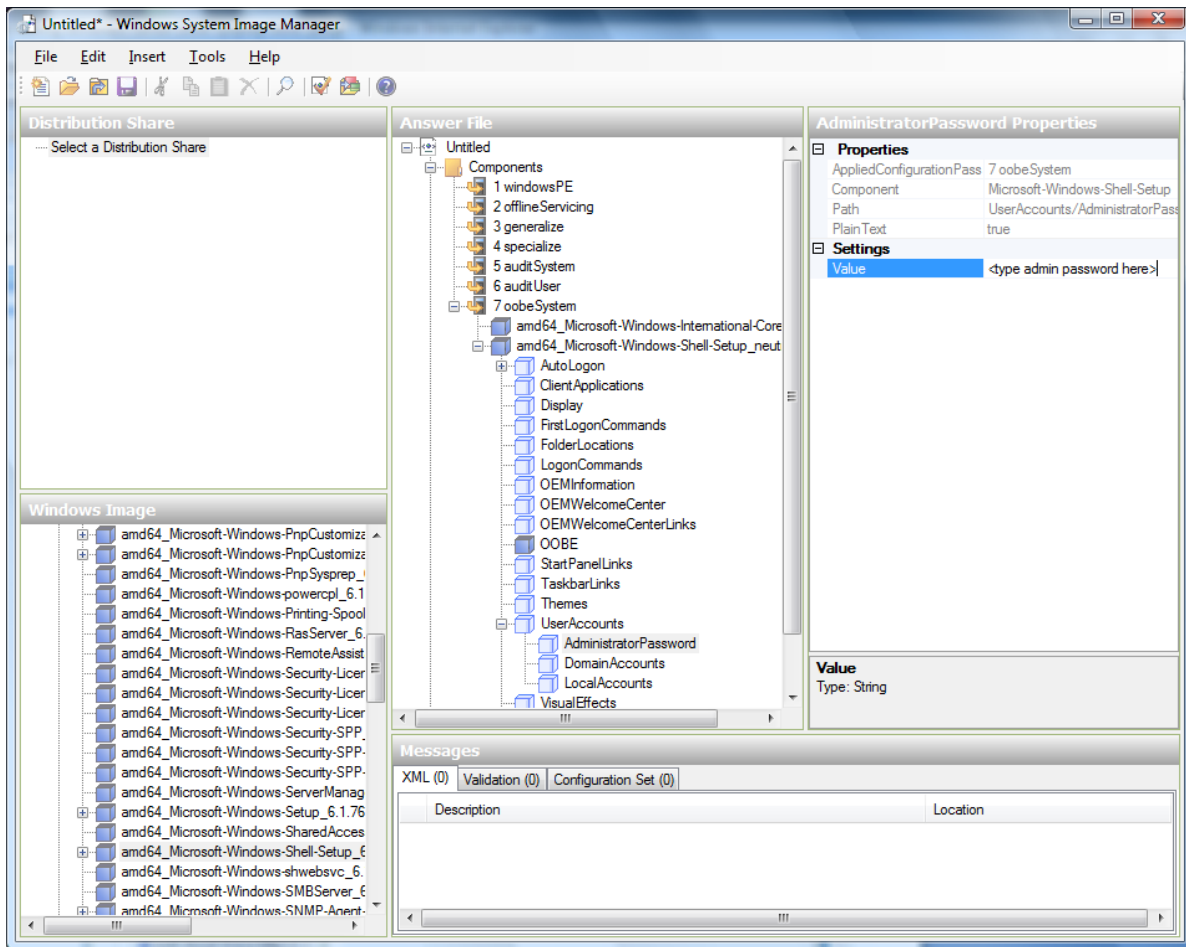 Untitled* - Windows System Image Manager
File Edit Insert Tools Help
Distribution Share
Select a Distribution Share
Windows Image
amd64_Microsoft-Windows-PnpCustomiza
amd64_Microsoft-Windows-PnpCustomiza
amd64_Microsoft-Windows-PnpSysprep_
amd64_Microsoft-Windows-powercpl_6.1
amd64_Microsoft-Windows-Printing-Spool
amd64_Microsoft-Windows-RasServer_6.
amd64_Microsoft-Windows-RemoteAssist
amd64_Microsoft-Windows-Security-Licer
amd64_Microsoft-Windows-Security-Licer
amd64_Microsoft-Windows-Security-Licer
amd64_Microsoft-Windows-Security-SPP_
amd64_Microsoft-Windows-Security-SPP-
amd64_Microsoft-Windows-Security-SPP-
amd64_Microsoft-Windows-ServerManag
amd64_Microsoft-Windows-Setup_6.1.76
amd64_Microsoft-Windows-SharedAcces
amd64_Microsoft-Windows-Shell-Setup_6
amd64_Microsoft-Windows-shwebsvc_6.
amd64_Microsoft-Windows-SMBServer_6
amd64_Microsoft-Windows-SNMP-Agent-
Answer File
Untitled
Components
1 windowsPE
2 offlineServicing
3 generalize
4 specialize
5 auditSystem
6 auditUser
7 oobeSystem
amd64_Microsoft-Windows-International-Core
amd64_Microsoft-Windows-Shell-Setup_neut
AutoLogon
ClientApplications
Display
FirstLogonCommands
FolderLocations
LogonCommands
OEMInformation
OEMWelcomeCenter
OEMWelcomeCenterLinks
OOBE
StartPanelLinks
TaskbarLinks
Themes
UserAccounts
AdministratorPassword
DomainAccounts
LocalAccounts
VisualEffects
AdministratorPassword Properties
Properties
AppliedConfigurationPass 7 oobeSystem
Component Microsoft-Windows-Shell-Setup
Path UserAccounts/AdministratorPass
PlainText true
Settings
Value <type admin password here>
Value
Type: String
Messages
XML (0) Validation (0) Configuration Set (0)
Description Location